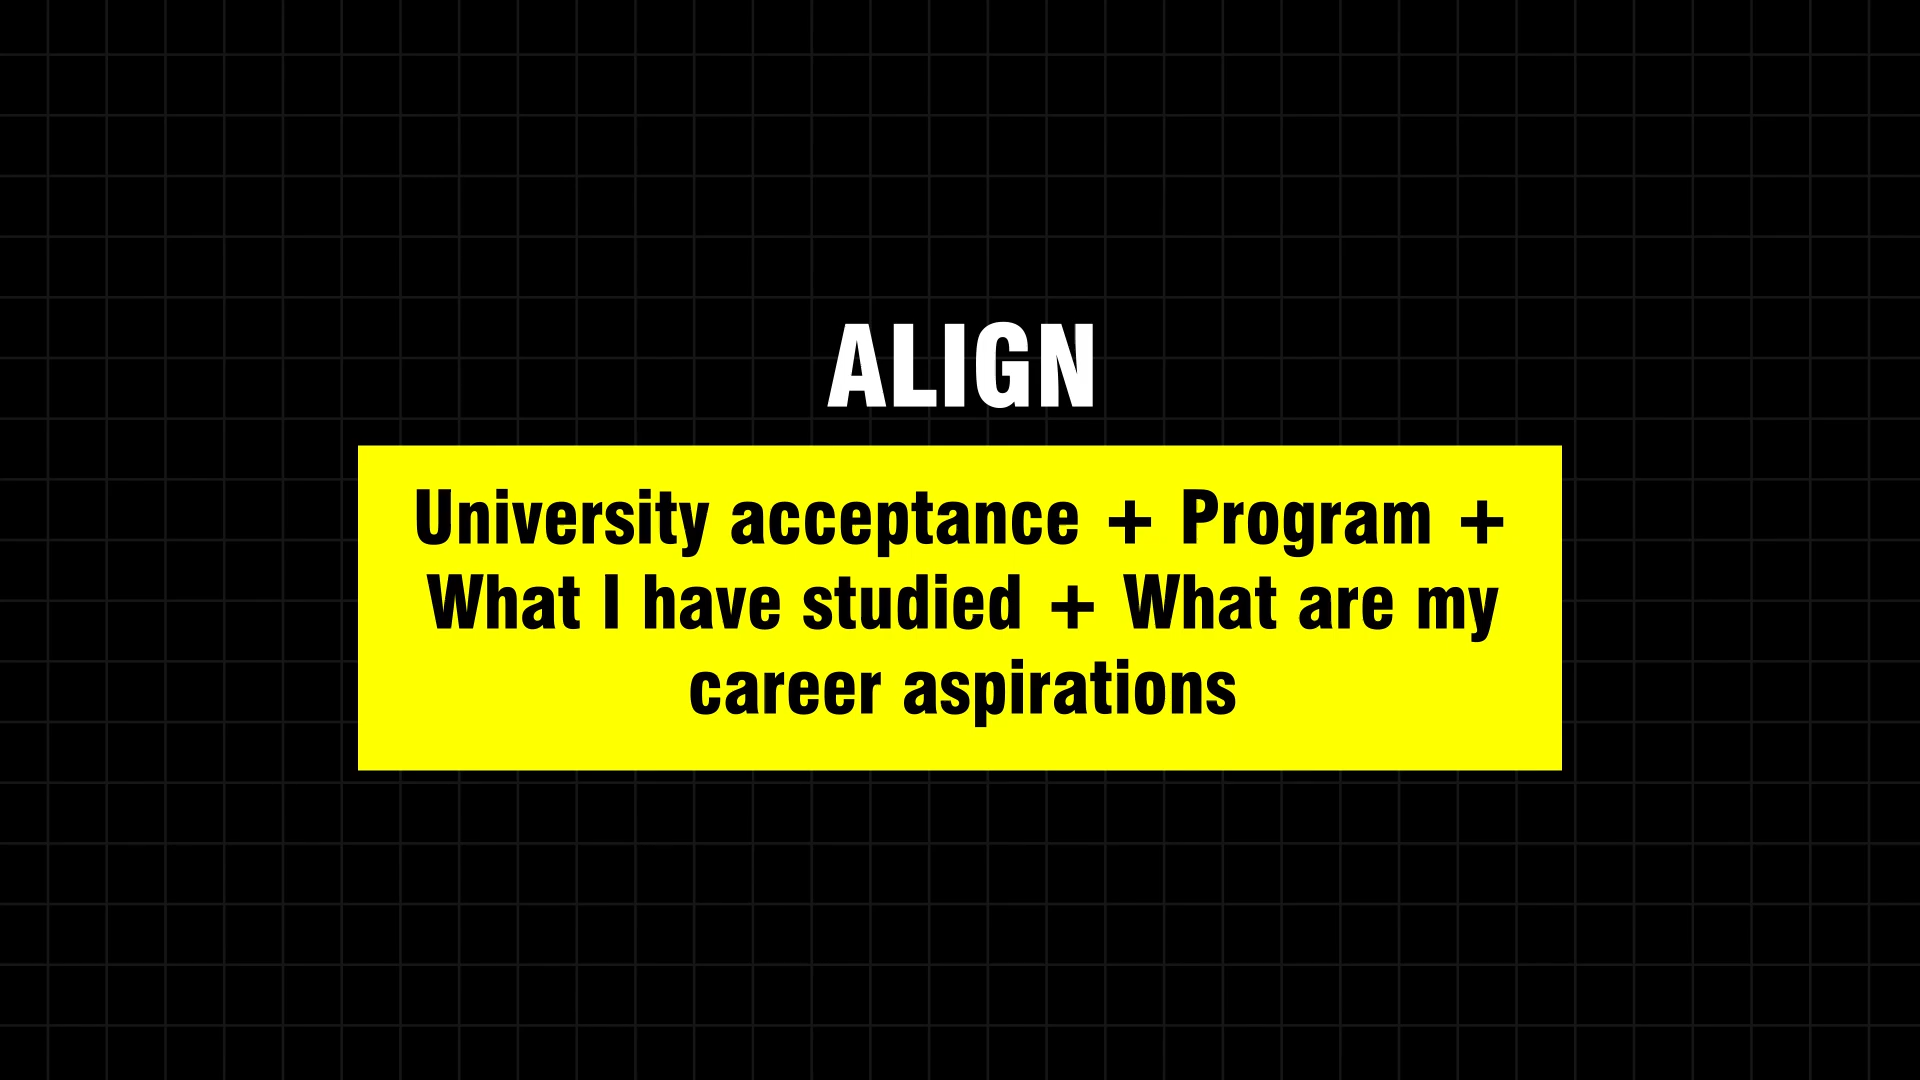 ALIGN
University acceptance + Program +
What I have studied + What are my
career aspirations